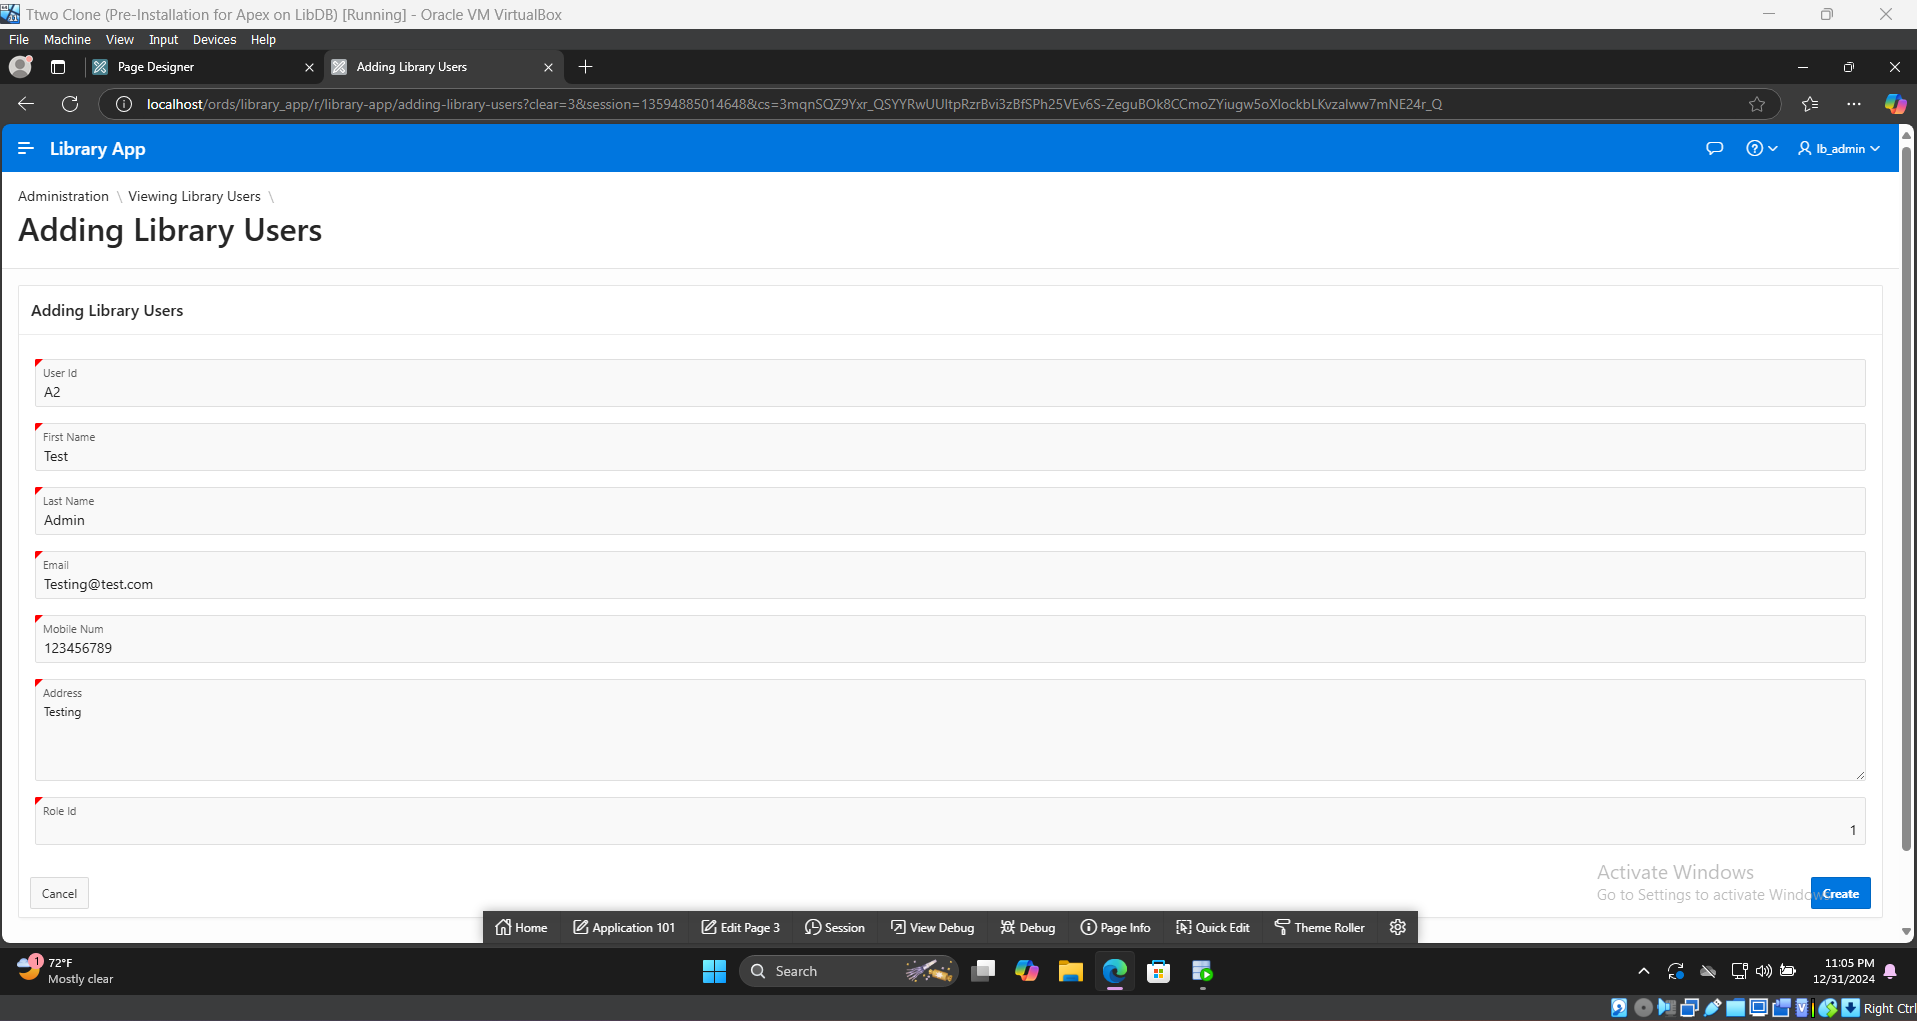 Ttwo Clone (Pre-Installation for Apex on LibDB) [Running] - Oracle VM VirtualBox
File Machine View Input Devices Help
Page Designer
Adding Library Users
localhost/ords/library_app/r/library-app/adding-library-users?clear=3&session=13594885014648&cs=3mqnSQZ9Yxr_QSYYRwUUltpRzrBvi3zBfSPh25VEv6S-ZeguBOk8CCmoZYiugw5oXlockbLKvzalww7mNE24r_Q
Library App
lb_admin
Administration \ Viewing Library Users \
Adding Library Users
Adding Library Users
User Id
A2
First Name
Test
Last Name
Admin
Email
Testing@test.com
Mobile Num
123456789
Address
Testing
Role Id
1
Activate Windows
Go to Settings to activate Windows.
Cancel
Create
Home Application 101 Edit Page 3 Session View Debug Debug Page Info Quick Edit Theme Roller
1
72°F
Mostly clear
Search
11:05 PM
12/31/2024
Right Ctrl